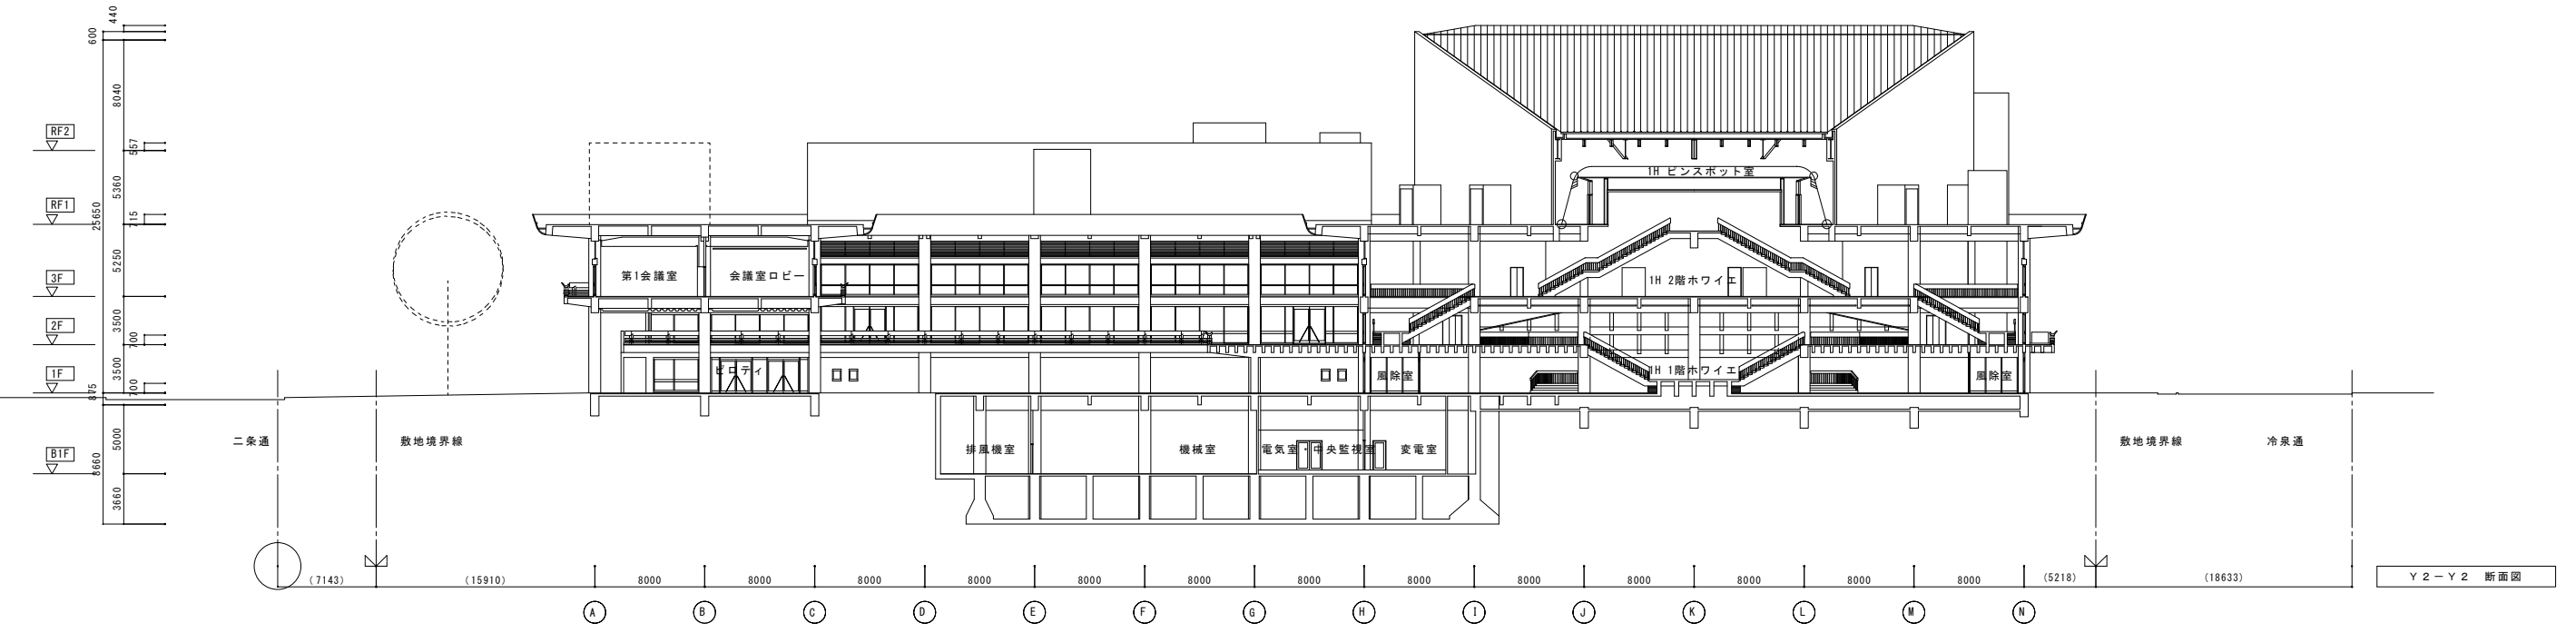 440
600
8040
RF2
557
5360
RF1
25650
715
5250
3F
3500
2F
700
3500
1F
700
875
5000
B1F
8660
3660
1H ピンスポット室
第1会議室
会議室ロビー
1H 2階ホワイエ
ピロティ
風除室
1H 1階ホワイエ
風除室
二条通
敷地境界線
排風機室
機械室
電気室・中央監視室
変電室
敷地境界線
冷泉通
(7143)
(15910)
8000
8000
8000
8000
8000
8000
8000
8000
8000
8000
8000
8000
8000
(5218)
(18633)
Y2-Y2 断面図
A
B
C
D
E
F
G
H
I
J
K
L
M
N